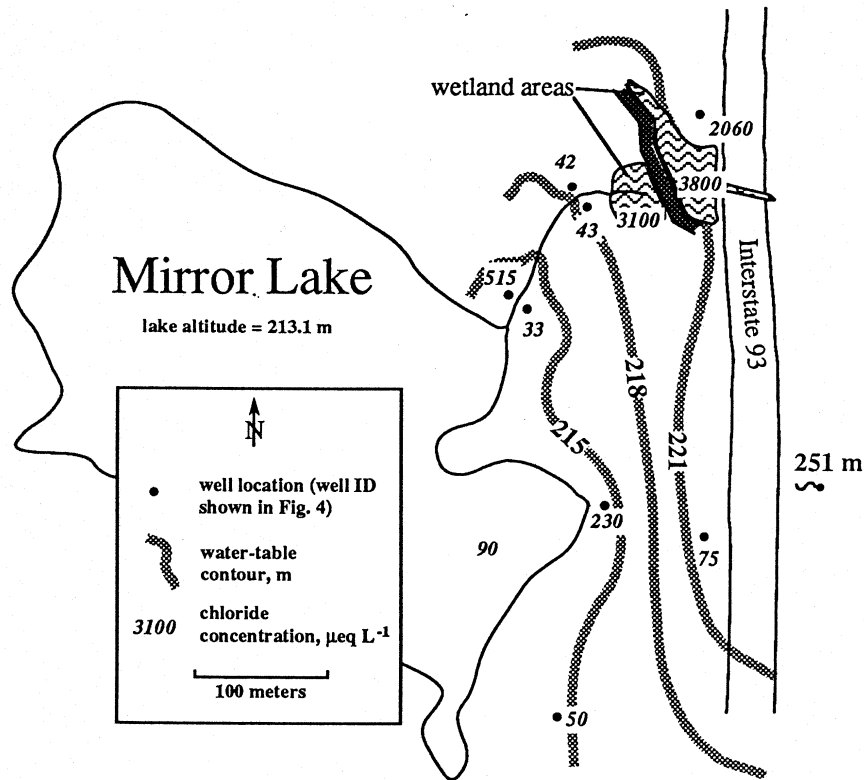 wetland areas
2060
42
3800
3100
43
Mirror Lake
515
lake altitude = 213.1 m
33
Interstate 93
218
215
221
251 m
N
well location (well ID
shown in Fig. 4)
230
90
75
water-table
contour, m
3100
chloride
concentration, µeq L⁻¹
100 meters
50